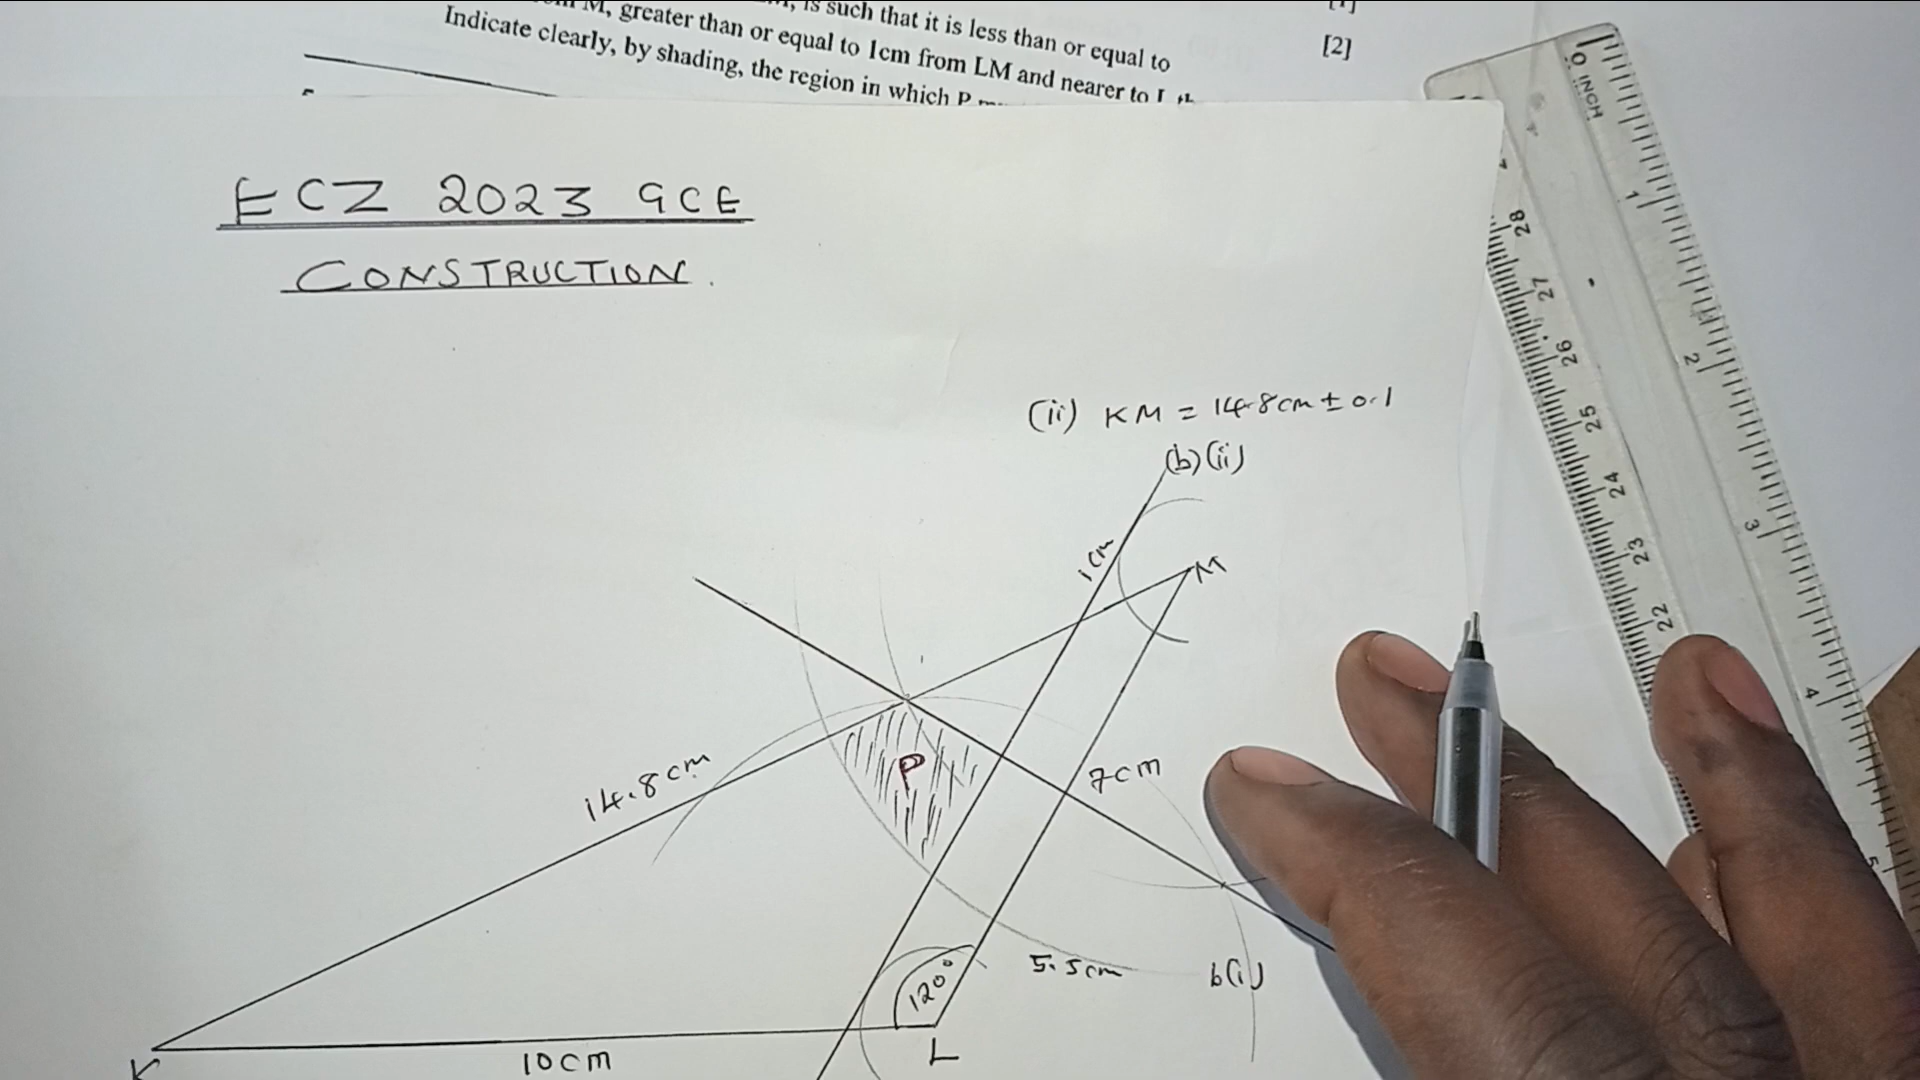 M, is such that it is less than or equal to
M, greater than or equal to 1cm from LM and nearer to L
Indicate clearly, by shading, the region in which P
[1]
[2]
ECZ 2023 GCE
CONSTRUCTION.
(ii) KM = 14.8cm ± 0.1
(b)(ii)
1cm
M
14.8cm
P
7cm
120°
5.5cm
b(i)
K
10cm
L
0 INCH
1
2
3
4
5
28
27
26
25
24
23
22